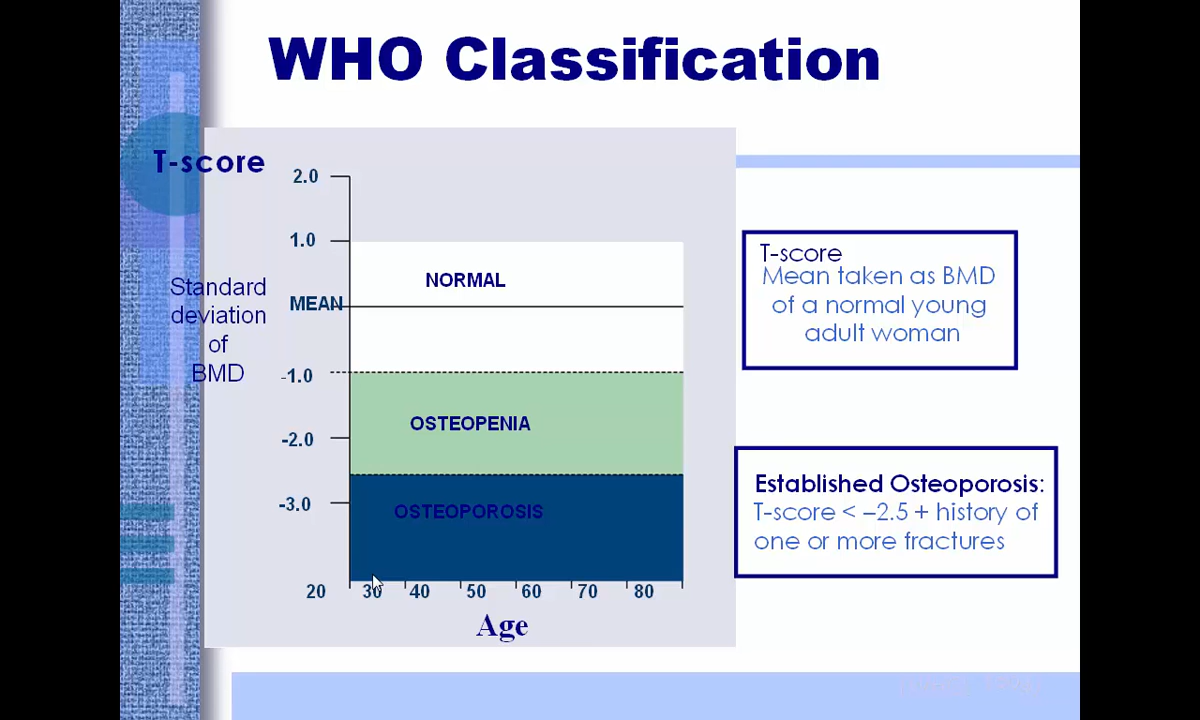 WHO Classification
T-score
2.0
1.0
MEAN
-1.0
-2.0
-3.0
Standard
deviation
of
BMD
NORMAL
OSTEOPENIA
OSTEOPOROSIS
20 30 40 50 60 70 80
Age
T-score
Mean taken as BMD
of a normal young
adult woman
Established Osteoporosis:
T-score < –2.5 + history of
one or more fractures